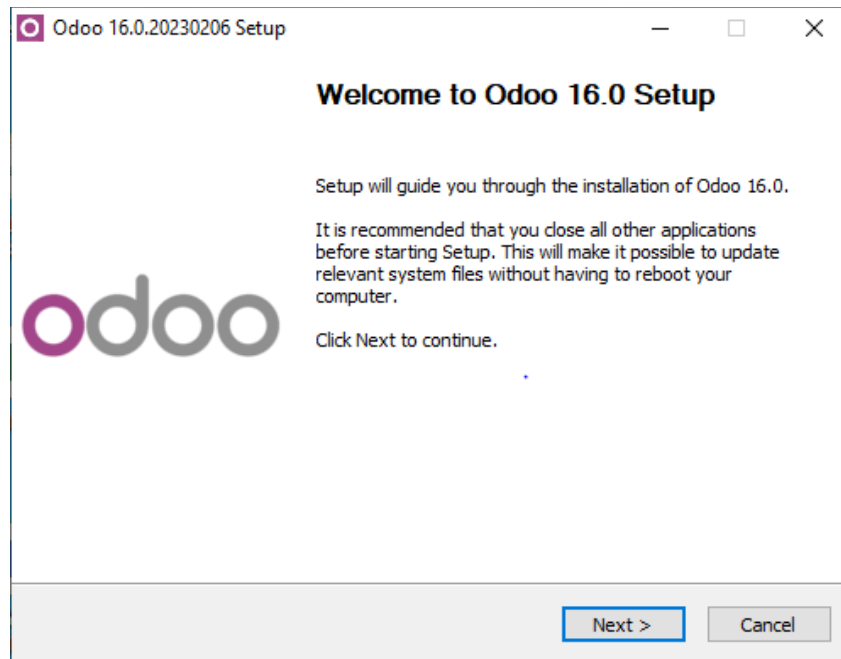 Odoo 16.0.20230206 Setup
Welcome to Odoo 16.0 Setup
Setup will guide you through the installation of Odoo 16.0.
It is recommended that you close all other applications
before starting Setup. This will make it possible to update
relevant system files without having to reboot your
computer.
Click Next to continue.
odoo
Next >
Cancel